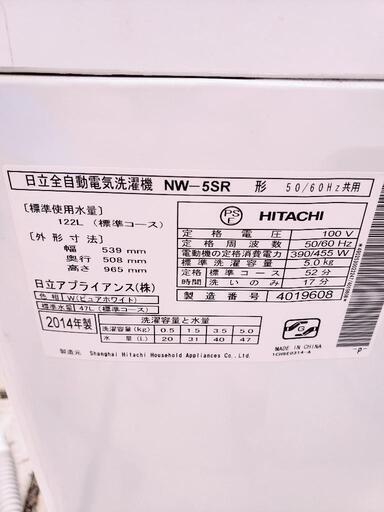 日立全自動電気洗濯機 NW-5SR 形 50/60Hz共用
[標準使用水量]
122L (標準コース)
[外形寸法]
幅 539 mm
奥行 508 mm
高さ 965 mm
日立アプライアンス(株)
色相 W(ピュアホワイト)
標準水量 47L(標準コース)
2014年製
PS
E
HITACHI
定格電圧 100 V
定格周波数 50/60 Hz
電動機の定格消費電力 390/455 W
標準洗濯容量 5.0kg
定格標準コース 52分
時間洗いのみ 17分
製造番号 4019608
洗濯容量と水量
洗濯容量(Kg) 0.5 1.5 3.5 5.0
水量(L) 20 31 40 47
製造元 Shanghai Hitachi Household Appliances Co., Ltd.
G
MADE IN CHINA
-P-